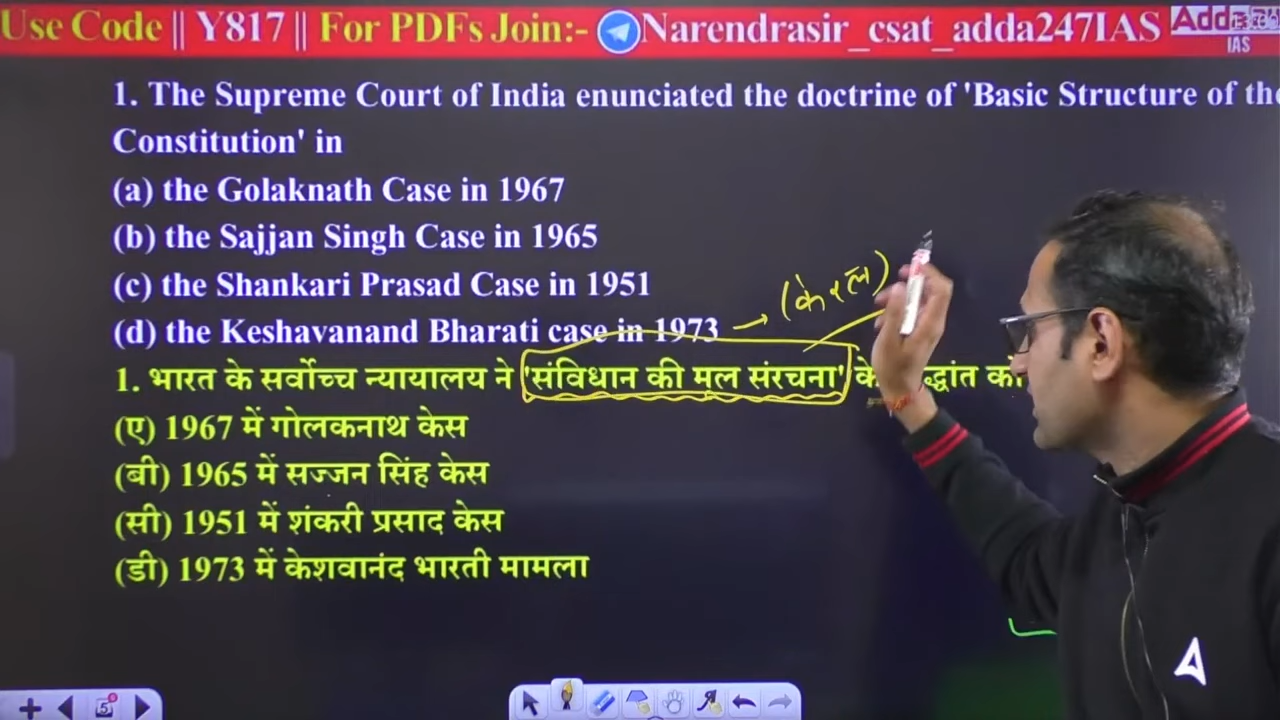 Use Code || Y817 || For PDFs Join:- Narendrasir_csat_adda247IAS
IAS
1. The Supreme Court of India enunciated the doctrine of 'Basic Structure of the
Constitution' in
(a) the Golaknath Case in 1967
(b) the Sajjan Singh Case in 1965
(c) the Shankari Prasad Case in 1951
(d) the Keshavanand Bharati case in 1973 → (केरल)
1. भारत के सर्वोच्च न्यायालय ने 'संविधान की मूल संरचना' के
(ए) 1967 में गोलकनाथ केस
(बी) 1965 में सज्जन सिंह केस
(सी) 1951 में शंकरी प्रसाद केस
(डी) 1973 में केशवानंद भारती मामला
5